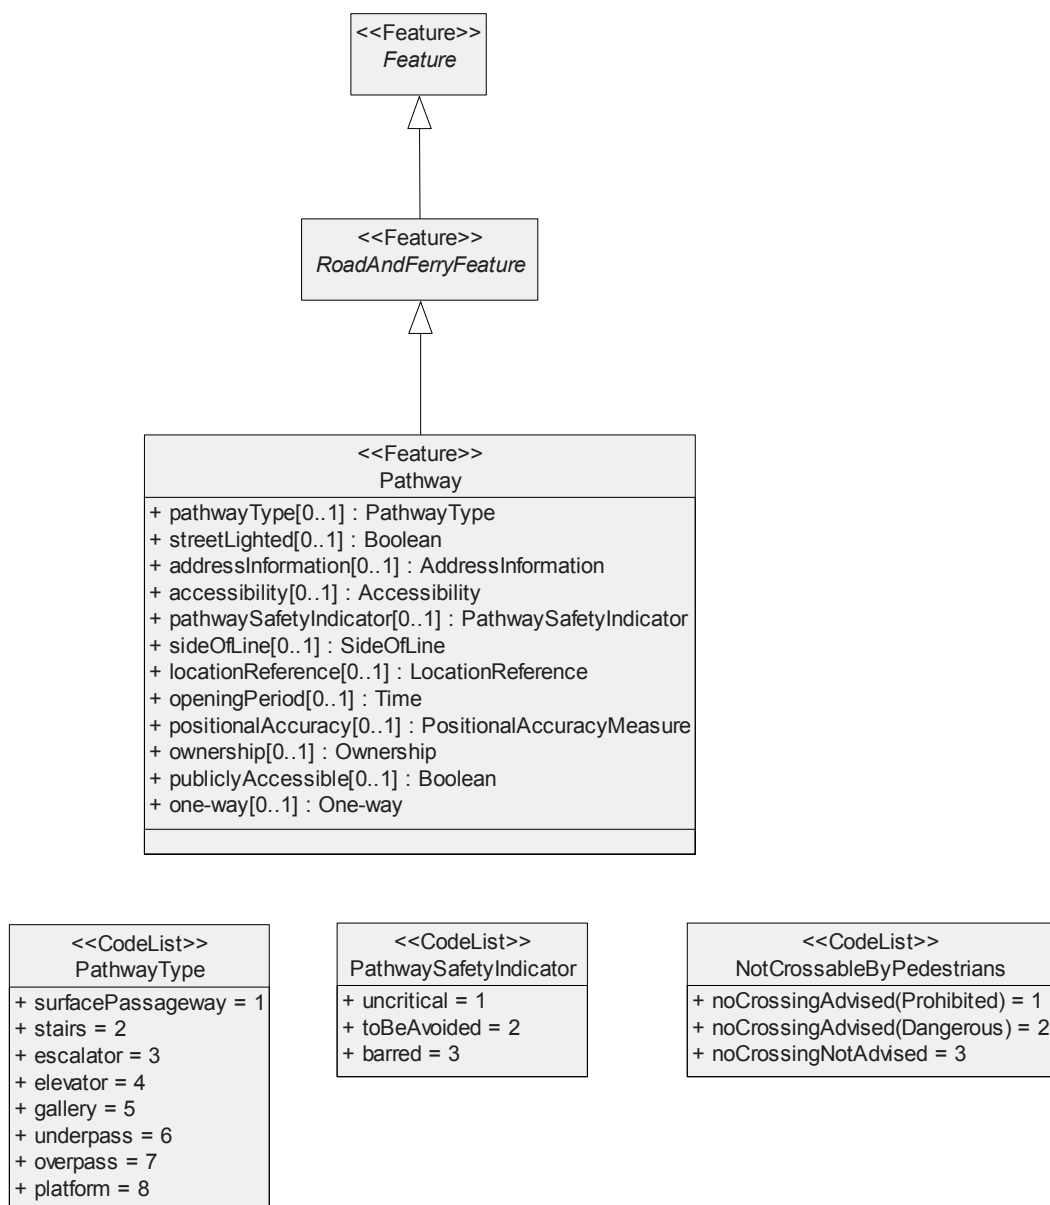 <<Feature>>
Feature
<<Feature>>
RoadAndFerryFeature
<<Feature>>
Pathway
+ pathwayType[0..1] : PathwayType
+ streetLighted[0..1] : Boolean
+ addressInformation[0..1] : AddressInformation
+ accessibility[0..1] : Accessibility
+ pathwaySafetyIndicator[0..1] : PathwaySafetyIndicator
+ sideOfLine[0..1] : SideOfLine
+ locationReference[0..1] : LocationReference
+ openingPeriod[0..1] : Time
+ positionalAccuracy[0..1] : PositionalAccuracyMeasure
+ ownership[0..1] : Ownership
+ publiclyAccessible[0..1] : Boolean
+ one-way[0..1] : One-way
<<CodeList>>
PathwayType
+ surfacePassageway = 1
+ stairs = 2
+ escalator = 3
+ elevator = 4
+ gallery = 5
+ underpass = 6
+ overpass = 7
+ platform = 8
<<CodeList>>
PathwaySafetyIndicator
+ uncritical = 1
+ toBeAvoided = 2
+ barred = 3
<<CodeList>>
NotCrossableByPedestrians
+ noCrossingAdvised(Prohibited) = 1
+ noCrossingAdvised(Dangerous) = 2
+ noCrossingNotAdvised = 3